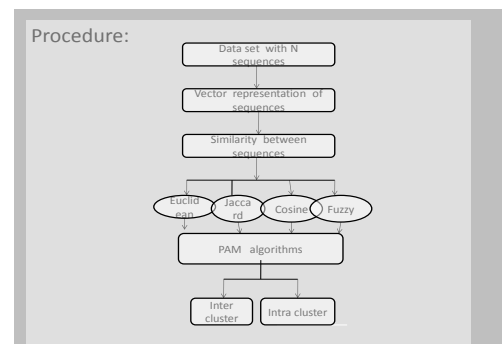 Procedure:
Data set with N
sequences
Vector representation of
sequences
Similarity between
sequences
Euclid
ean
Jacca
rd
Cosine
Fuzzy
PAM algorithms
Inter
cluster
Intra cluster